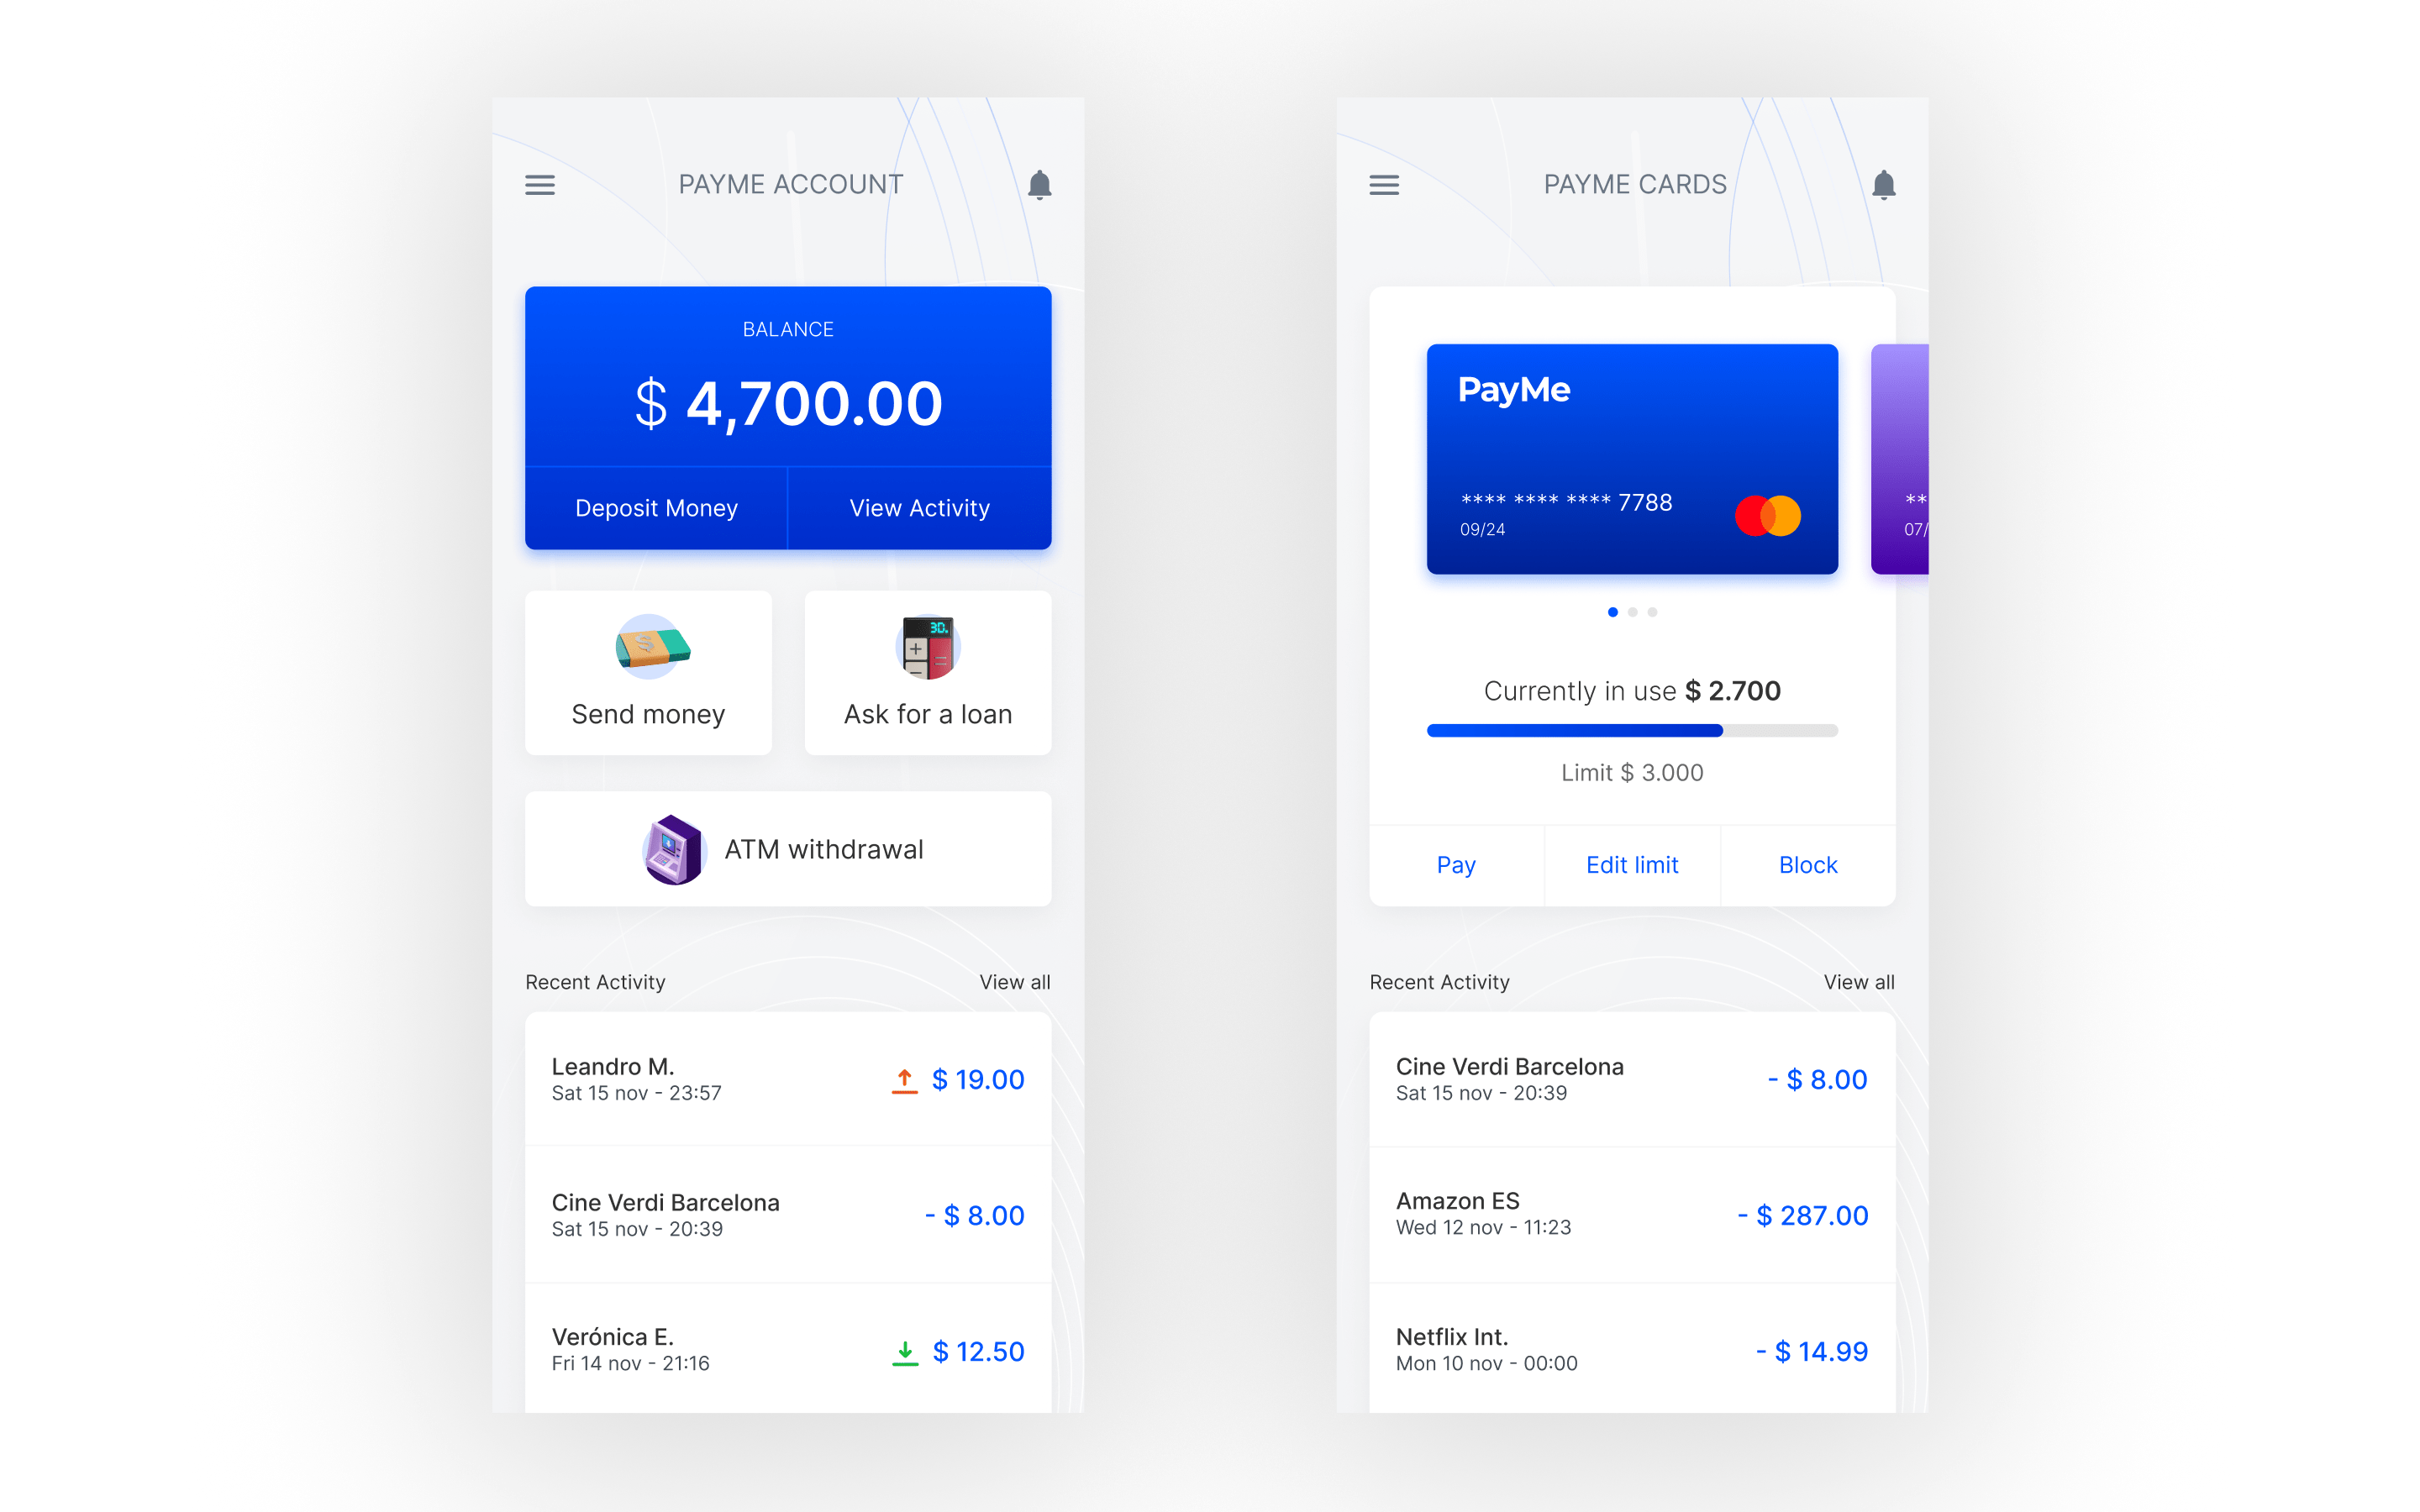 PAYME ACCOUNT
BALANCE
$ 4,700.00
Deposit Money
View Activity
3D.
Send money
Ask for a loan
ATM withdrawal
Recent Activity
View all
Leandro M.
Sat 15 nov - 23:57
$ 19.00
Cine Verdi Barcelona
Sat 15 nov - 20:39
- $ 8.00
Verónica E.
Fri 14 nov - 21:16
$ 12.50
PAYME CARDS
PayMe
**** **** **** 7788
09/24
**
07/
Currently in use $ 2.700
Limit $ 3.000
Pay
Edit limit
Block
Recent Activity
View all
Cine Verdi Barcelona
Sat 15 nov - 20:39
- $ 8.00
Amazon ES
Wed 12 nov - 11:23
- $ 287.00
Netflix Int.
Mon 10 nov - 00:00
- $ 14.99